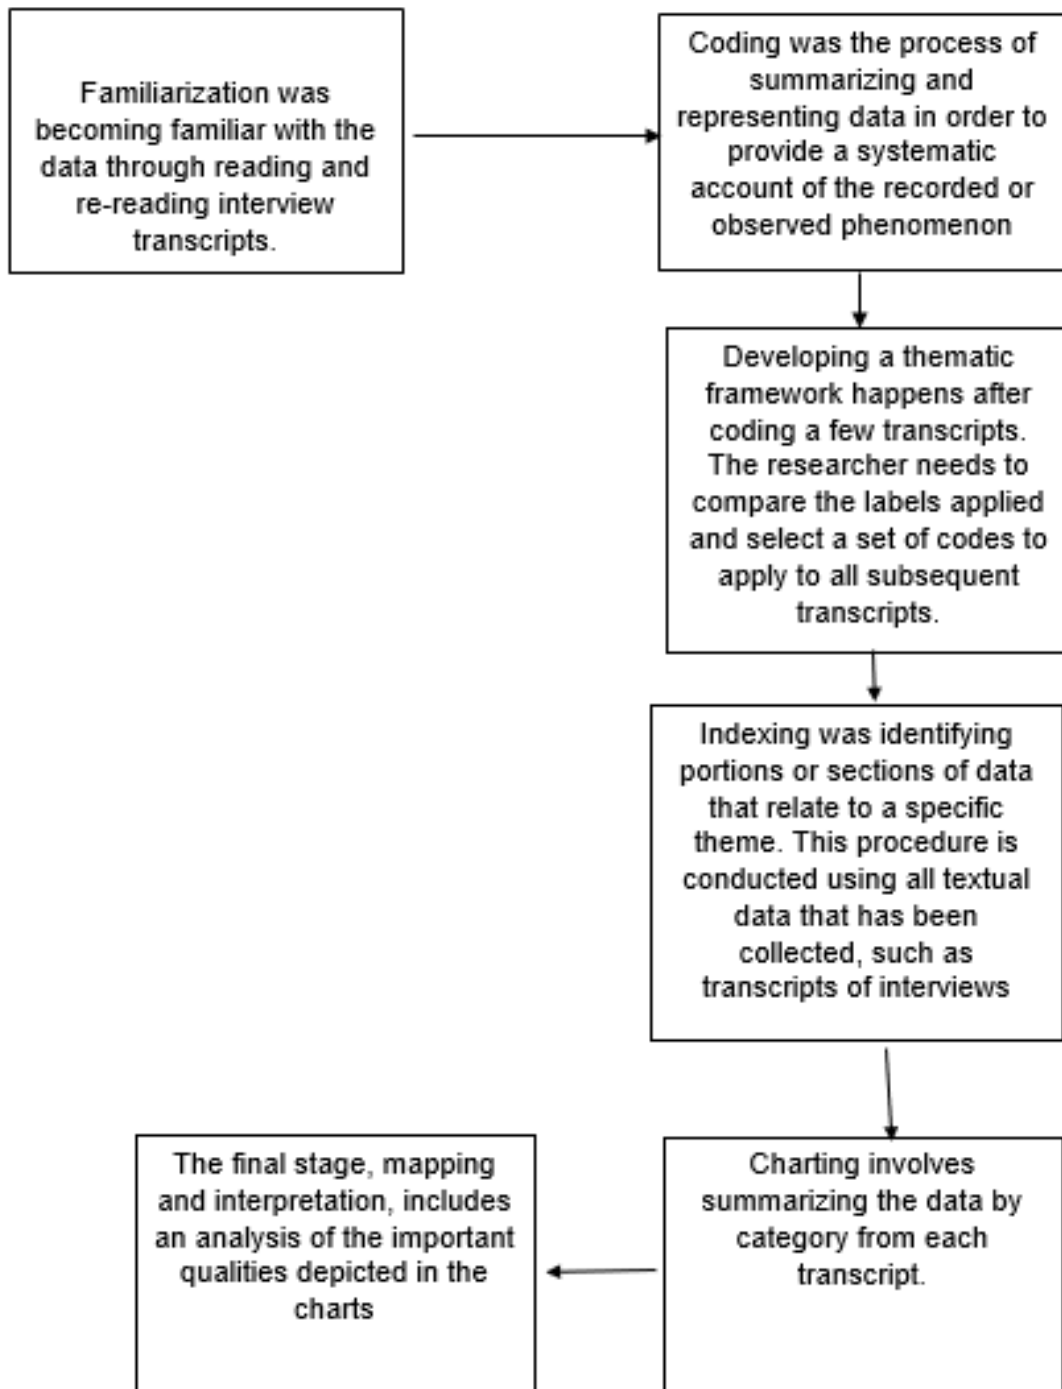 Familiarization was
becoming familiar with the
data through reading and
re-reading interview
transcripts.
Coding was the process of
summarizing and
representing data in order to
provide a systematic
account of the recorded or
observed phenomenon
Developing a thematic
framework happens after
coding a few transcripts.
The researcher needs to
compare the labels applied
and select a set of codes to
apply to all subsequent
transcripts.
Indexing was identifying
portions or sections of data
that relate to a specific
theme. This procedure is
conducted using all textual
data that has been
collected, such as
transcripts of interviews
Charting involves
summarizing the data by
category from each
transcript.
The final stage, mapping
and interpretation, includes
an analysis of the important
qualities depicted in the
charts